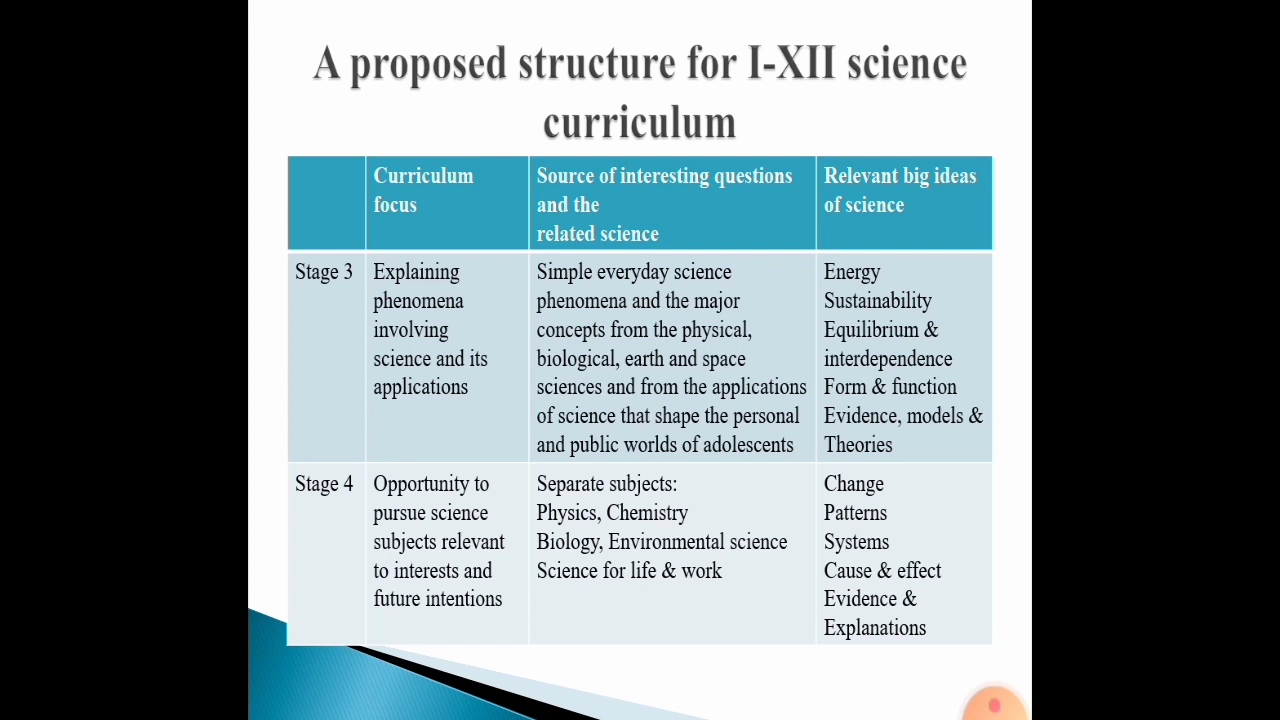 A proposed structure for I-XII science
curriculum
Curriculum
focus
Source of interesting questions
and the
related science
Relevant big ideas
of science
Stage 3
Explaining
phenomena
involving
science and its
applications
Simple everyday science
phenomena and the major
concepts from the physical,
biological, earth and space
sciences and from the applications
of science that shape the personal
and public worlds of adolescents
Energy
Sustainability
Equilibrium &
interdependence
Form & function
Evidence, models &
Theories
Stage 4
Opportunity to
pursue science
subjects relevant
to interests and
future intentions
Separate subjects:
Physics, Chemistry
Biology, Environmental science
Science for life & work
Change
Patterns
Systems
Cause & effect
Evidence &
Explanations